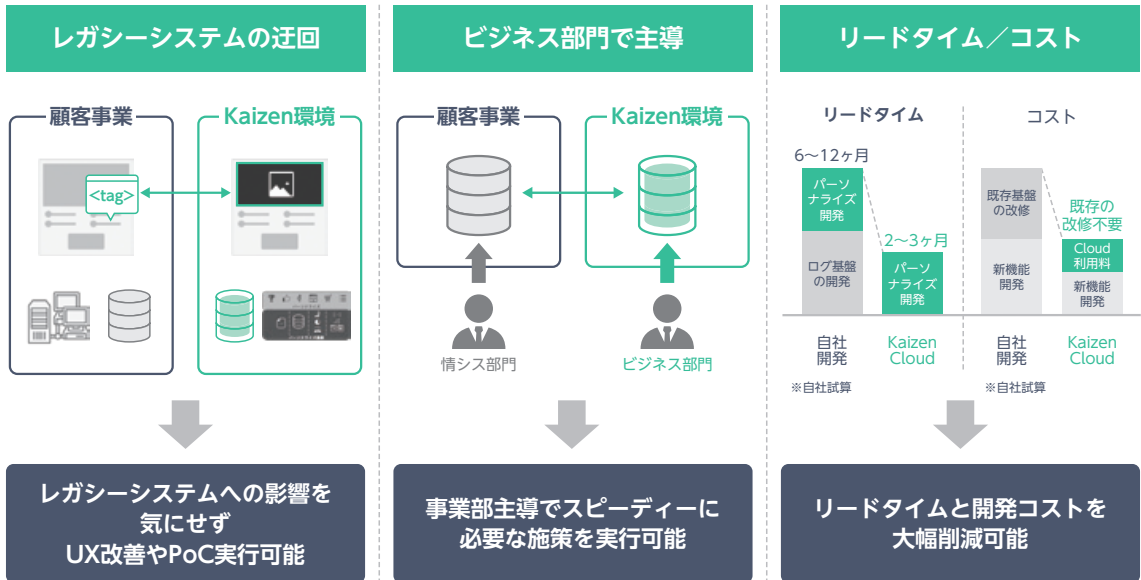 レガシーシステムの迂回
顧客事業
Kaizen環境
<tag>
レガシーシステムへの影響を
気にせず
UX改善やPoC実行可能
ビジネス部門で主導
顧客事業
Kaizen環境
情シス部門
ビジネス部門
事業部主導でスピーディーに
必要な施策を実行可能
リードタイム／コスト
リードタイム
6〜12ヶ月
パーソ
ナライズ
開発
ログ基盤
の開発
2〜3ヶ月
パーソ
ナライズ
開発
自社
開発
Kaizen
Cloud
※自社試算
コスト
既存基盤
の改修
新機能
開発
既存の
改修不要
Cloud
利用料
新機能
開発
自社
開発
Kaizen
Cloud
※自社試算
リードタイムと開発コストを
大幅削減可能